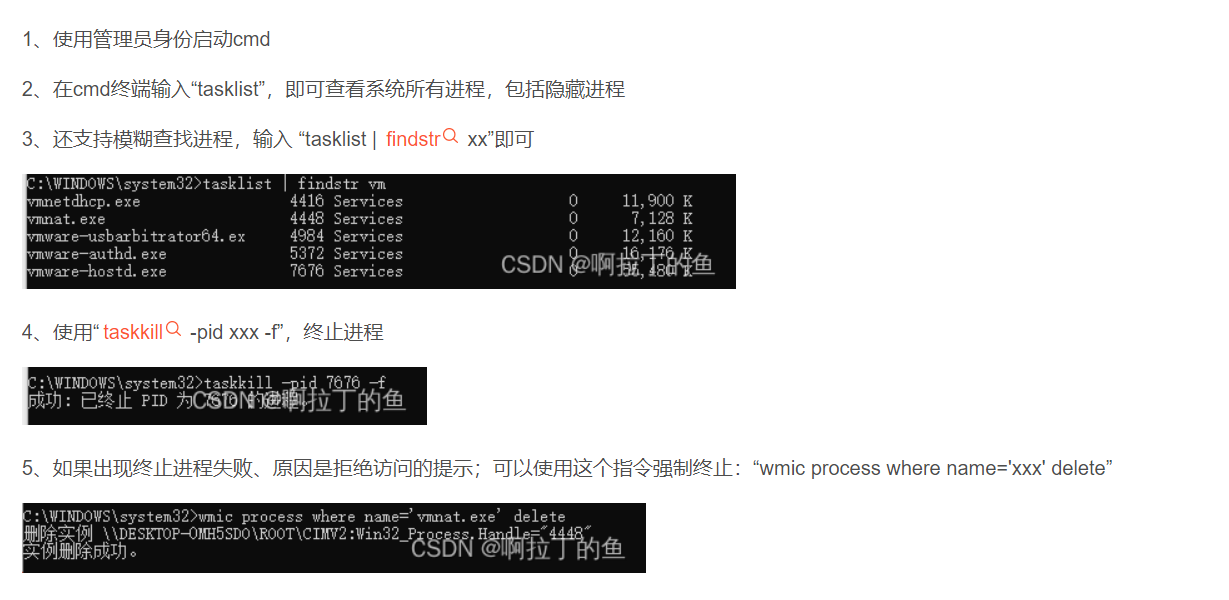 1、使用管理员身份启动cmd
2、在cmd终端输入“tasklist”，即可查看系统所有进程，包括隐藏进程
3、还支持模糊查找进程，输入 “tasklist | findstr xx”即可
C:\WINDOWS\system32>tasklist | findstr vm
vmnetdhcp.exe 4416 Services 0 11,900 K
vmnat.exe 4448 Services 0 7,128 K
vmware-usbarbitrator64.ex 4984 Services 0 12,160 K
vmware-authd.exe 5372 Services 0 16,176 K
vmware-hostd.exe 7676 Services 0 K
CSDN @啊拉丁的鱼
4、使用“taskkill -pid xxx -f”，终止进程
C:\WINDOWS\system32>taskkill -pid 7676 -f
成功: 已终止 PID 为 7676 的进程。
CSDN @啊拉丁的鱼
5、如果出现终止进程失败、原因是拒绝访问的提示；可以使用这个指令强制终止：“wmic process where name='xxx' delete”
C:\WINDOWS\system32>wmic process where name='vmnat.exe' delete
删除实例 \\DESKTOP-OMH5SDO\ROOT\CIMV2:Win32_Process.Handle="4448"
实例删除成功。
CSDN @啊拉丁的鱼